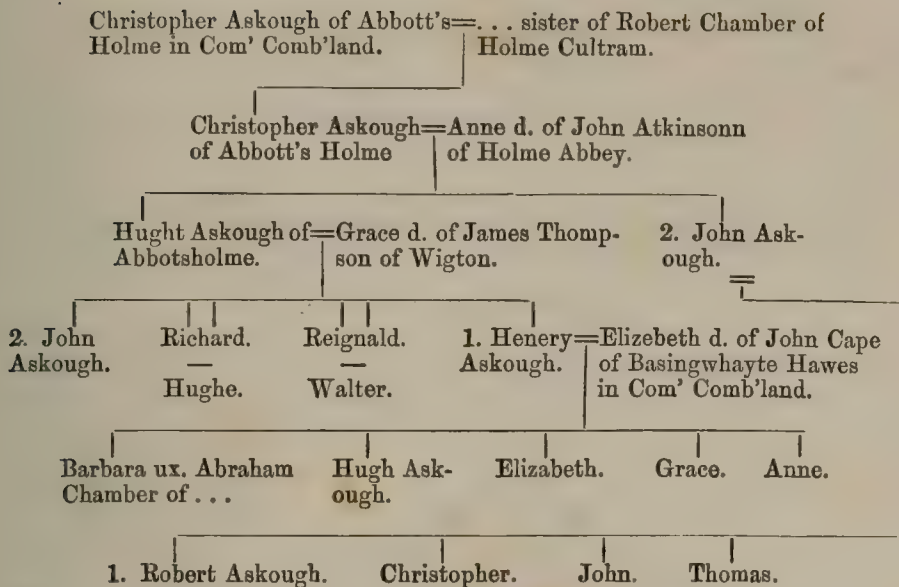 Christopher Askough of Abbott's=. . . sister of Robert Chamber of
Holme in Com' Comb'land. Holme Cultram.
Christopher Askough=Anne d. of John Atkinsonn
of Abbott's Holme of Holme Abbey.
Hught Askough of=Grace d. of James Thomp- 2. John Ask-
Abbotsholme. son of Wigton. ough.
=
2. John Richard. Reignald. 1. Henery=Elizebeth d. of John Cape
Askough. — — Askough. of Basingwhayte Hawes
Hughe. Walter. in Com' Comb'land.
Barbara ux. Abraham Hugh Ask- Elizabeth. Grace. Anne.
Chamber of . . . ough.
1. Robert Askough. Christopher. John. Thomas.